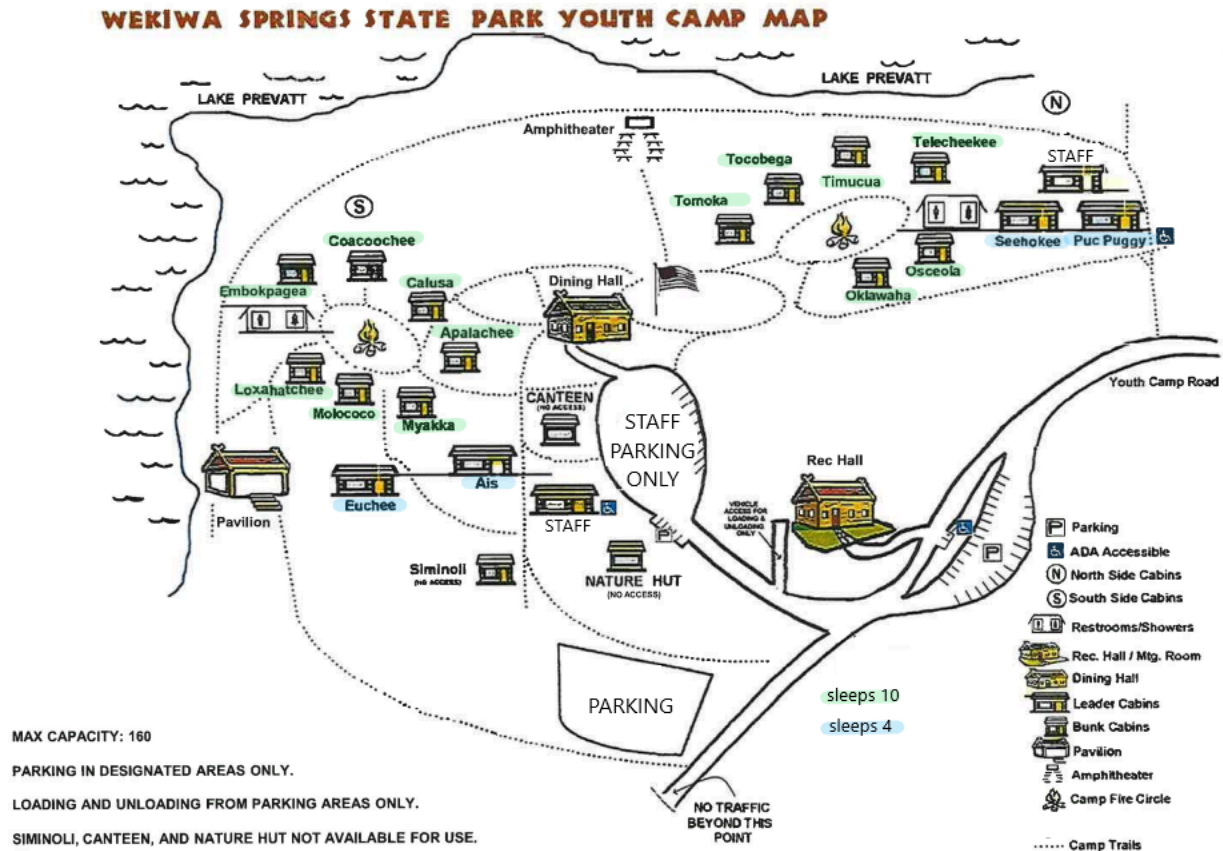 WEKIWA SPRINGS STATE PARK YOUTH CAMP MAP
LAKE PREVATT
LAKE PREVATT
N
Amphitheater
Tocobega
Timucua
Telecheekee
STAFF
Tomoka
S
Coacoochee
Seehokee
Puc Puggy
Osceola
Oklawaha
Embokpagea
Calusa
Dining Hall
Apalachee
Loxahatchee
Molococo
Myakka
CANTEEN
(NO ACCESS)
STAFF
PARKING
ONLY
Youth Camp Road
Rec Hall
Pavilion
Euchee
Ais
STAFF
VEHICLE
ACCESS FOR
LOADING &
UNLOADING
ONLY
P
P
Siminoli
(NO ACCESS)
NATURE HUT
(NO ACCESS)
PARKING
sleeps 10
sleeps 4
NO TRAFFIC
BEYOND THIS
POINT
P Parking
ADA Accessible
N North Side Cabins
S South Side Cabins
Restrooms/Showers
Rec. Hall / Mtg. Room
Dining Hall
Leader Cabins
Bunk Cabins
Pavilion
Amphitheater
Camp Fire Circle
Camp Trails
MAX CAPACITY: 160
PARKING IN DESIGNATED AREAS ONLY.
LOADING AND UNLOADING FROM PARKING AREAS ONLY.
SIMINOLI, CANTEEN, AND NATURE HUT NOT AVAILABLE FOR USE.